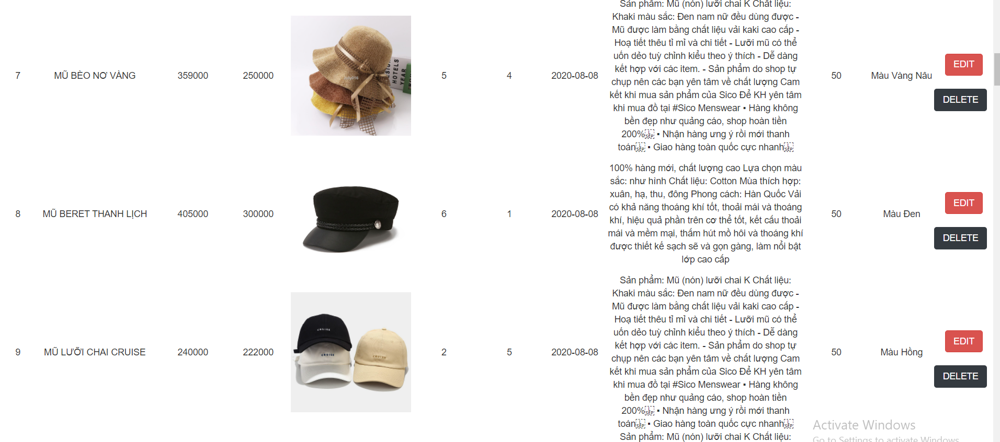 Sản phẩm: Mũ (nón) lưỡi chai K Chất liệu:
Khaki màu sắc: Đen nam nữ đều dùng được -
Mũ được làm bằng chất liệu vải kaki cao cấp -
Hoạ tiết thêu tỉ mỉ và chi tiết - Lưỡi mũ có thể
uốn dẻo tuỳ chỉnh kiểu theo ý thích - Dễ dàng
kết hợp với các item. - Sản phẩm do shop tự
chụp nên các bạn yên tâm về chất lượng Cam
kết khi mua sản phẩm của Sico Để KH yên tâm
khi mua đồ tại #Sico Menswear ▪ Hàng không
bền đẹp như quảng cáo, shop hoàn tiền
200% ▪ Nhận hàng ưng ý rồi mới thanh
toán ▪ Giao hàng toàn quốc cực nhanh
7 MŨ BÈO NƠ VÀNG 359000 250000 5 4 2020-08-08 50 Màu Vàng Nâu
HOTELS
YEAR
EDIT
DELETE
100% hàng mới, chất lượng cao Lựa chọn màu
sắc: như hình Chất liệu: Cotton Mùa thích hợp:
xuân, hạ, thu, đông Phong cách: Hàn Quốc Vải
có khả năng thoáng khí tốt, thoải mái và thoáng
khí, hiệu quả phần trên cơ thể tốt, kết cấu thoải
mái và mềm mại, thấm hút mồ hôi và thoáng khí
được thiết kế sạch sẽ và gọn gàng, làm nổi bật
lớp cao cấp
8 MŨ BERET THANH LỊCH 405000 300000 6 1 2020-08-08 50 Màu Đen
EDIT
DELETE
Sản phẩm: Mũ (nón) lưỡi chai K Chất liệu:
Khaki màu sắc: Đen nam nữ đều dùng được -
Mũ được làm bằng chất liệu vải kaki cao cấp -
Hoạ tiết thêu tỉ mỉ và chi tiết - Lưỡi mũ có thể
uốn dẻo tuỳ chỉnh kiểu theo ý thích - Dễ dàng
kết hợp với các item. - Sản phẩm do shop tự
chụp nên các bạn yên tâm về chất lượng Cam
kết khi mua sản phẩm của Sico Để KH yên tâm
khi mua đồ tại #Sico Menswear ▪ Hàng không
bền đẹp như quảng cáo, shop hoàn tiền
200% ▪ Nhận hàng ưng ý rồi mới thanh
toán ▪ Giao hàng toàn quốc cực nhanh
9 MŨ LƯỠI CHAI CRUISE 240000 222000 2 5 2020-08-08 50 Màu Hồng
CRUISE
CRUISE
CRUISE
EDIT
DELETE
Sản phẩm: Mũ (nón) lưỡi chai K Chất liệu:
Activate Windows
Go to Settings to activate Windows